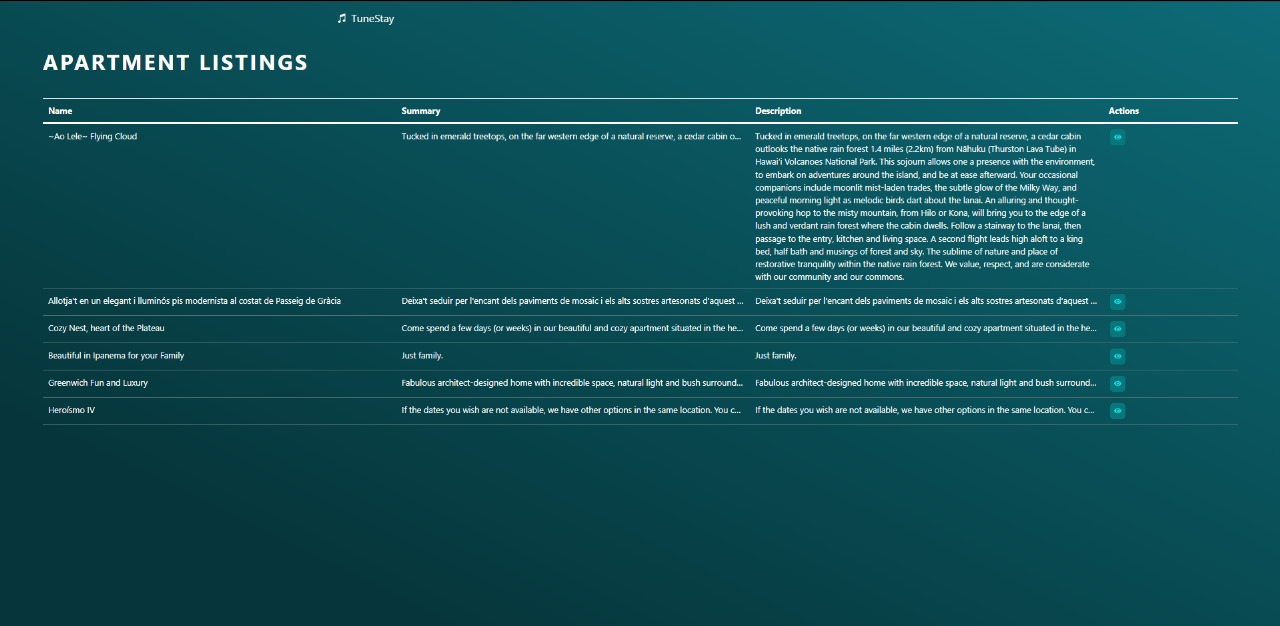 TuneStay
APARTMENT LISTINGS
Name Summary Description Actions
~Ao Lele~ Flying Cloud
Tucked in emerald treetops, on the far western edge of a natural reserve, a cedar cabin o...
Tucked in emerald treetops, on the far western edge of a natural reserve, a cedar cabin
outlooks the native rain forest 1.4 miles (2.2km) from Nāhuku (Thurston Lava Tube) in
Hawai'i Volcanoes National Park. This sojourn allows one a presence with the environment,
to embark on adventures around the island, and be at ease afterward. Your occasional
companions include moonlit mist-laden trades, the subtle glow of the Milky Way, and
peaceful morning light as melodic birds dart about the lanai. An alluring and thought-
provoking hop to the misty mountain, from Hilo or Kona, will bring you to the edge of a
lush and verdant rain forest where the cabin dwells. Follow a stairway to the lanai, then
passage to the entry, kitchen and living space. A second flight leads high aloft to a king
bed, half bath and musings of forest and sky. The sublime of nature and place of
restorative tranquility within the native rain forest. We value, respect, and are considerate
with our community and our commons.
Allotja't en un elegant i lluminós pis modernista al costat de Passeig de Gràcia
Deixa't seduir per l'encant dels paviments de mosaic i els alts sostres artesonats d'aquest ...
Deixa't seduir per l'encant dels paviments de mosaic i els alts sostres artesonats d'aquest ...
Cozy Nest, heart of the Plateau
Come spend a few days (or weeks) in our beautiful and cozy apartment situated in the he...
Come spend a few days (or weeks) in our beautiful and cozy apartment situated in the he...
Beautiful in Ipanema for your Family
Just family.
Just family.
Greenwich Fun and Luxury
Fabulous architect-designed home with incredible space, natural light and bush surround...
Fabulous architect-designed home with incredible space, natural light and bush surround...
Heroísmo IV
If the dates you wish are not available, we have other options in the same location. You c...
If the dates you wish are not available, we have other options in the same location. You c...